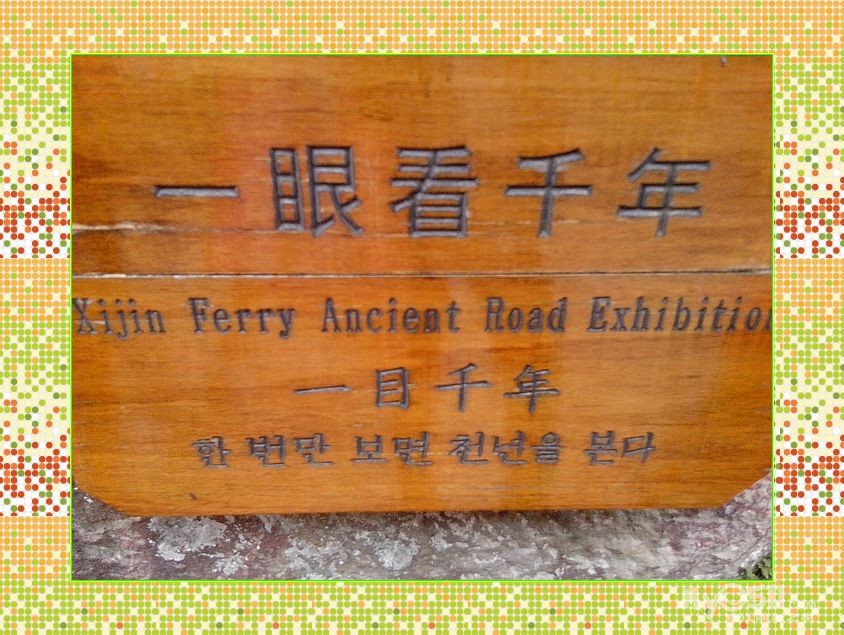 一眼看千年
Xijin Ferry Ancient Road Exhibition
一目千年
한 번만 보면 천년을 본다